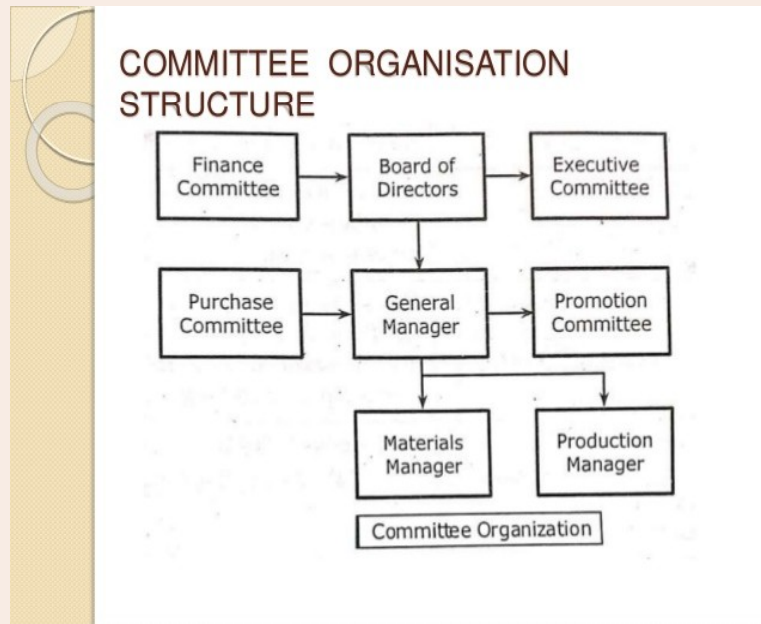 COMMITTEE ORGANISATION
STRUCTURE
Finance
Committee
Board of
Directors
Executive
Committee
Purchase
Committee
General
Manager
Promotion
Committee
Materials
Manager
Production
Manager
Committee Organization